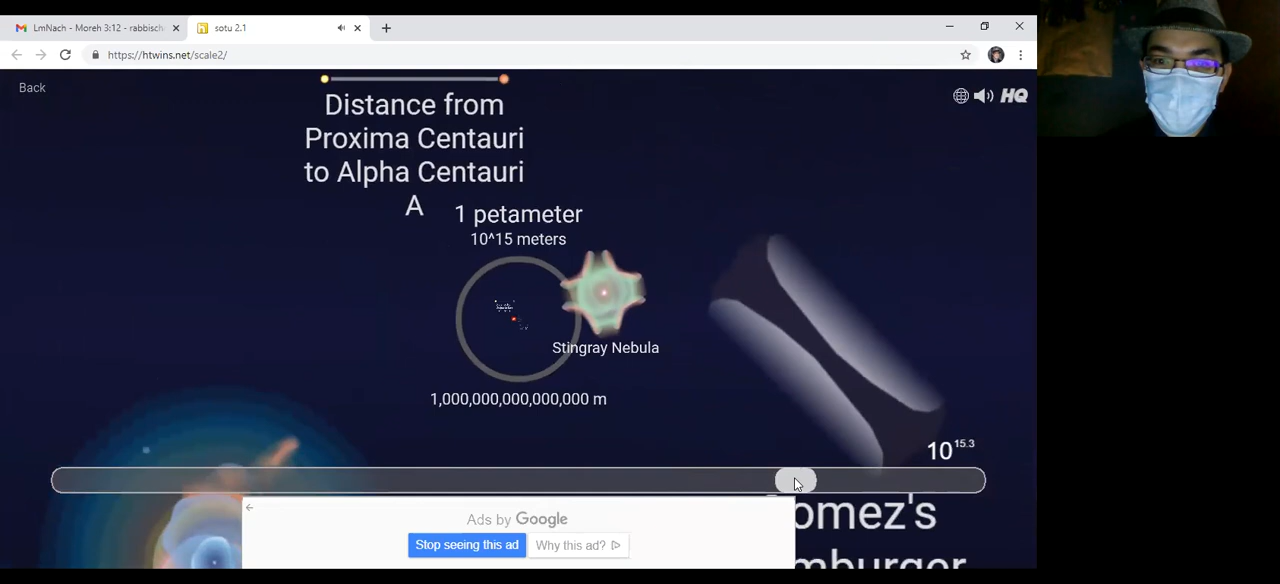 LmNach - Moreh 3:12 - rabbisch
sotu 2.1
https://htwins.net/scale2/
Back
HQ
Distance from
Proxima Centauri
to Alpha Centauri
A
1 petameter
10^15 meters
Stingray Nebula
1,000,000,000,000,000 m
10^15.3
omez's
mburger
Ads by Google
Stop seeing this ad
Why this ad?